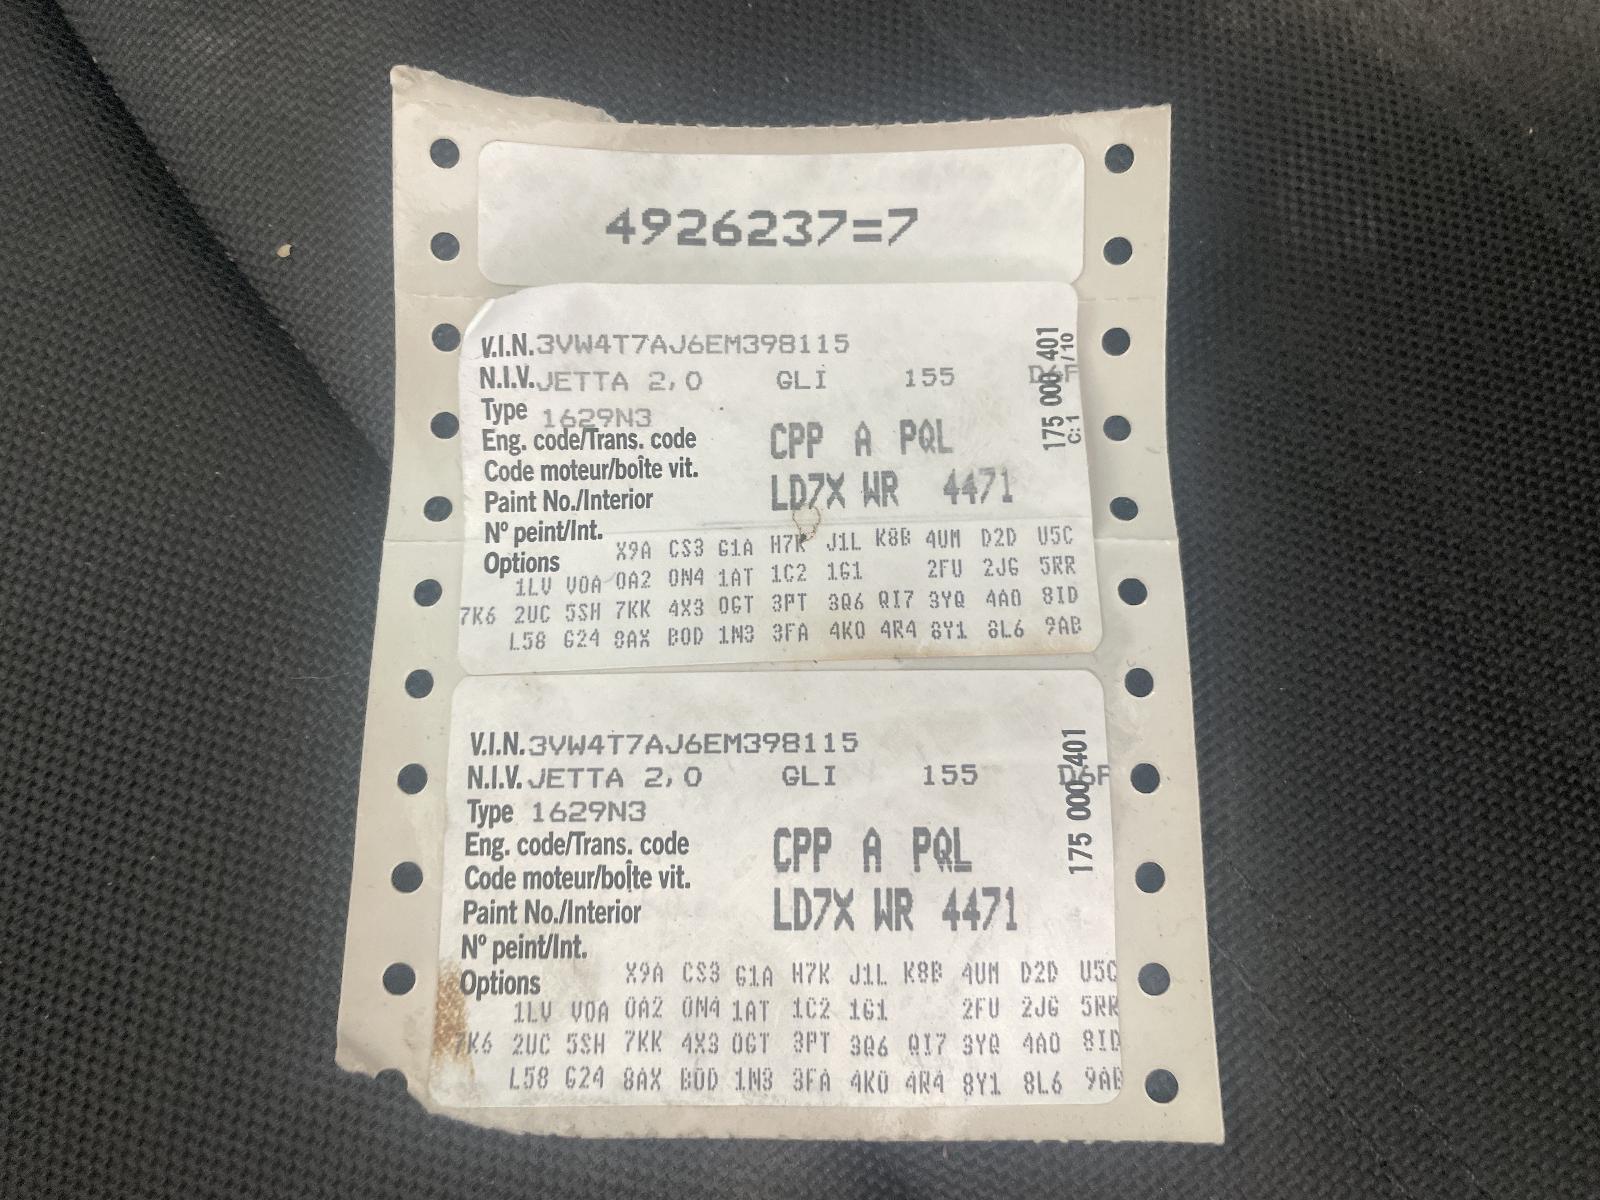 4926237=7
V.I.N. 3VW4T7AJ6EM398115
N.I.V. JETTA 2,0 GLI 155 D6F
Type 1629N3
Eng. code/Trans. code CPP A PQL
Code moteur/boîte vit.
Paint No./Interior LD7X WR 4471
Nº peint/Int.
Options X9A CS3 G1A H7K J1L K8B 4UM D2D U5C
1LV V0A 0A2 0N4 1AT 1C2 1G1 2FU 2JG 5RR
7K6 2UC 5SH 7KK 4X3 0GT 3PT 3Q6 QI7 3YQ 4A0 8ID
L58 G24 8AX B0D 1N3 3FA 4K0 4R4 8Y1 8L6 9AB
175 000 401
C: 1 / 10
V.I.N. 3VW4T7AJ6EM398115
N.I.V. JETTA 2,0 GLI 155 D6F
Type 1629N3
Eng. code/Trans. code CPP A PQL
Code moteur/boîte vit.
Paint No./Interior LD7X WR 4471
Nº peint/Int.
Options X9A CS3 G1A H7K J1L K8B 4UM D2D U5C
1LV V0A 0A2 0N4 1AT 1C2 1G1 2FU 2JG 5RR
7K6 2UC 5SH 7KK 4X3 0GT 3PT 3Q6 QI7 3YQ 4A0 8ID
L58 G24 8AX B0D 1N3 3FA 4K0 4R4 8Y1 8L6 9AB
175 000 401